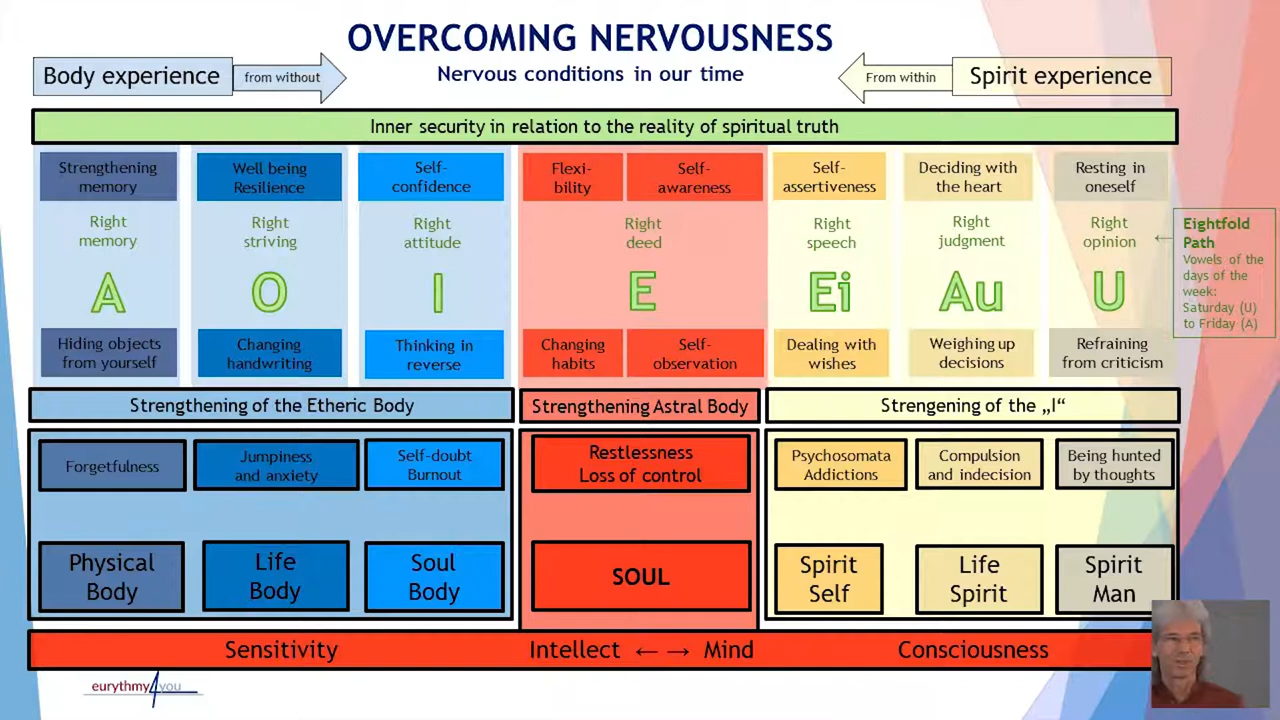 OVERCOMING NERVOUSNESS
Nervous conditions in our time
Body experience
from without
From within
Spirit experience
Inner security in relation to the reality of spiritual truth
Strengthening
memory
Well being
Resilience
Self-
confidence
Flexi-
bility
Self-
awareness
Self-
assertiveness
Deciding with
the heart
Resting in
oneself
Right
memory
Right
striving
Right
attitude
Right
deed
Right
speech
Right
judgment
Right
opinion
←
Eightfold
Path
Vowels of the
days of the
week:
Saturday (U)
to Friday (A)
A
O
I
E
Ei
Au
U
Hiding objects
from yourself
Changing
handwriting
Thinking in
reverse
Changing
habits
Self-
observation
Dealing with
wishes
Weighing up
decisions
Refraining
from criticism
Strengthening of the Etheric Body
Strengthening Astral Body
Strengening of the „I“
Forgetfulness
Jumpiness
and anxiety
Self-doubt
Burnout
Restlessness
Loss of control
Psychosomata
Addictions
Compulsion
and indecision
Being hunted
by thoughts
Physical
Body
Life
Body
Soul
Body
SOUL
Spirit
Self
Life
Spirit
Spirit
Man
Sensitivity
Intellect ← → Mind
Consciousness
eurythmy4you